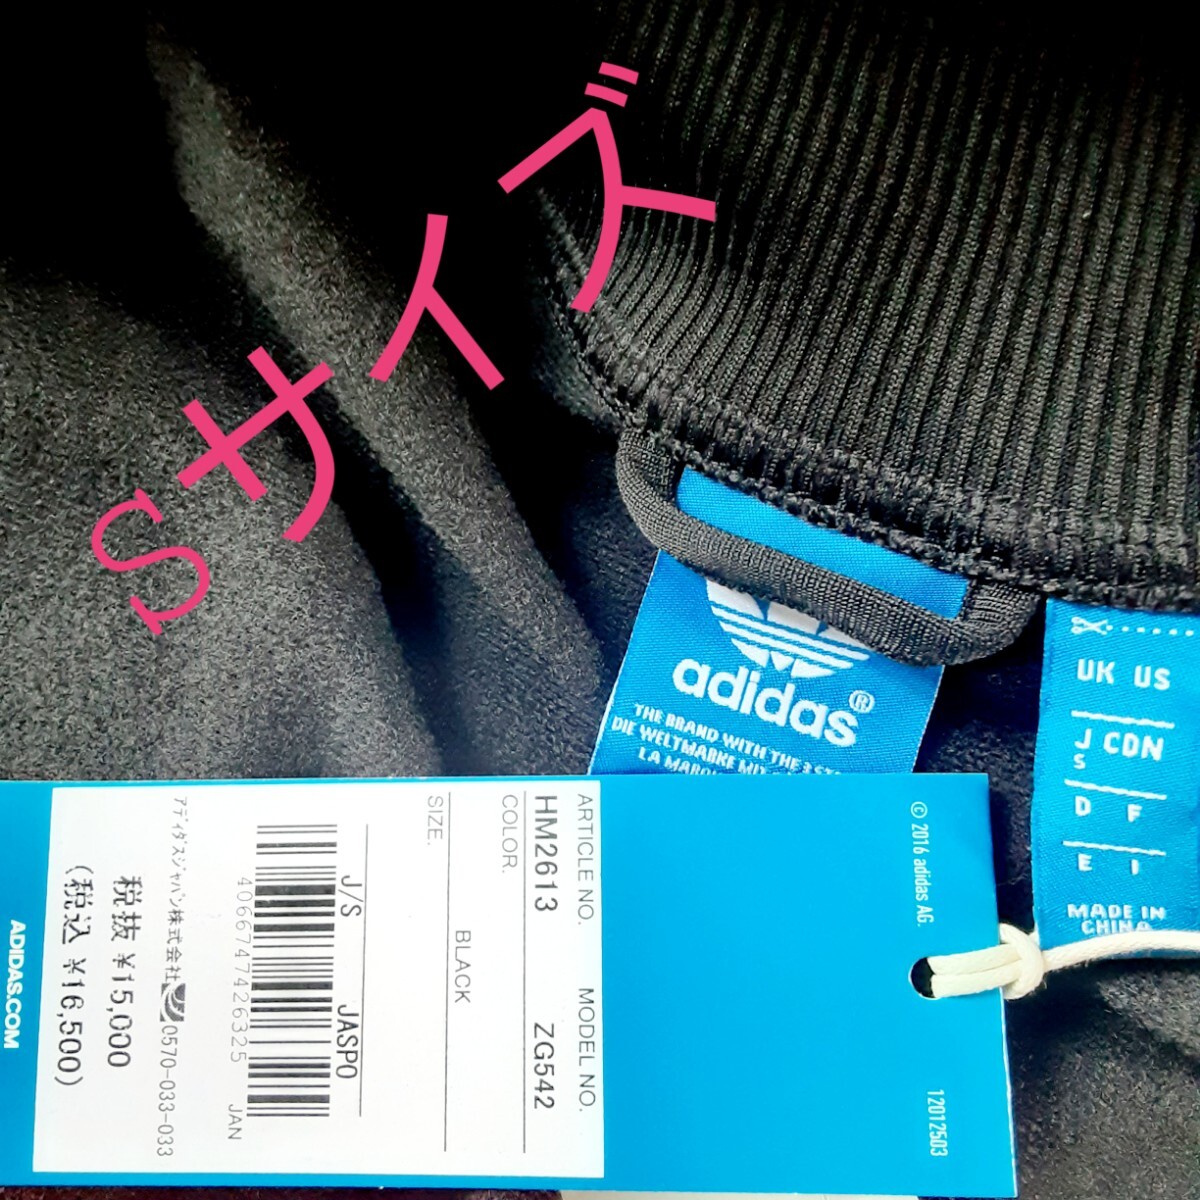 Sサイズ
adidas®
THE BRAND WITH THE 3
DIE WELTMARKE MIT
LA
UK US
J CDN
S
D F
E I
MADE IN
CHINA
© 2016 adidas AG.
12012503
ARTICLE NO. MODEL NO.
HM2613 ZG542
COLOR.
BLACK
SIZE.
J/S JASPO
4066747426325 JAN
アディダスジャパン株式会社 0570-033-033
税抜 ¥15,000
(税込 ¥16,500)
ADIDAS.COM